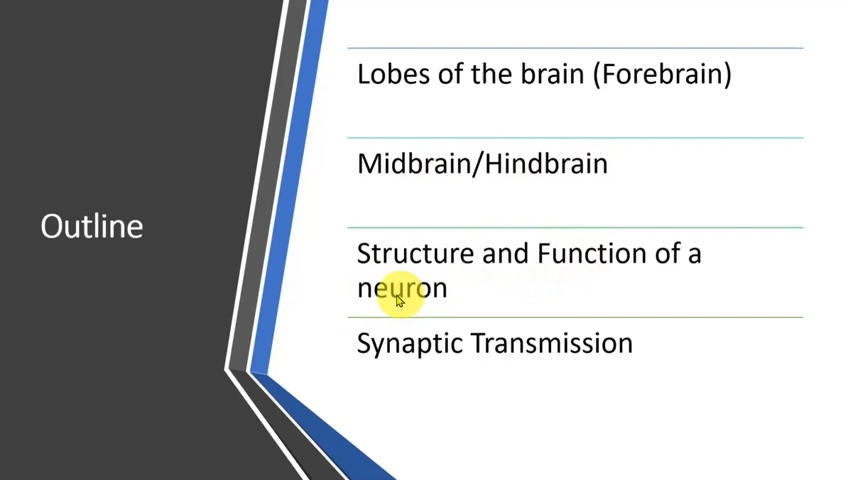 Outline
Lobes of the brain (Forebrain)
Midbrain/Hindbrain
Structure and Function of a
neuron
Synaptic Transmission